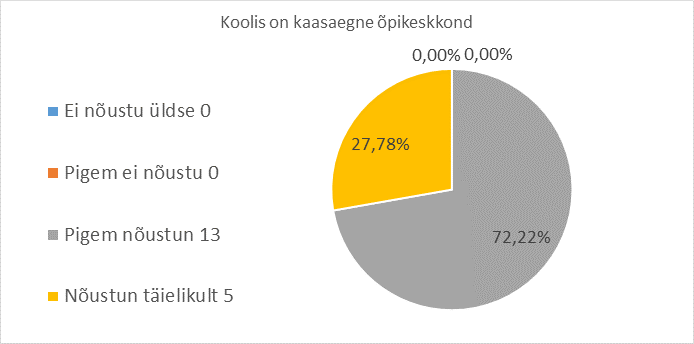 Koolis on kaasaegne õpikeskkond
0,00% 0,00%
Ei nõustu üldse 0
27,78%
Pigem ei nõustu 0
Pigem nõustun 13
72,22%
Nõustun täielikult 5